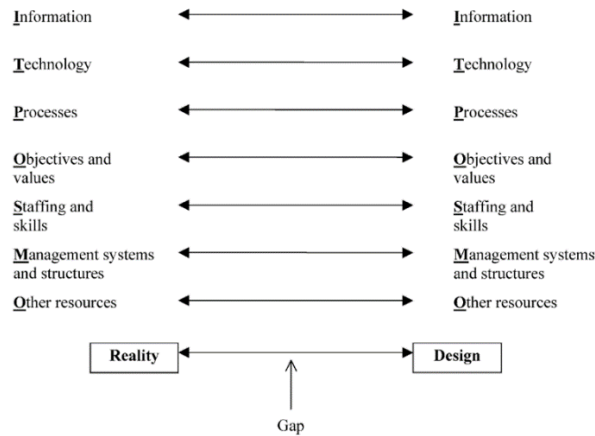 Information Information
Technology Technology
Processes Processes
Objectives and Objectives and
values values
Staffing and Staffing and
skills skills
Management systems Management systems
and structures and structures
Other resources Other resources
Reality Design
Gap